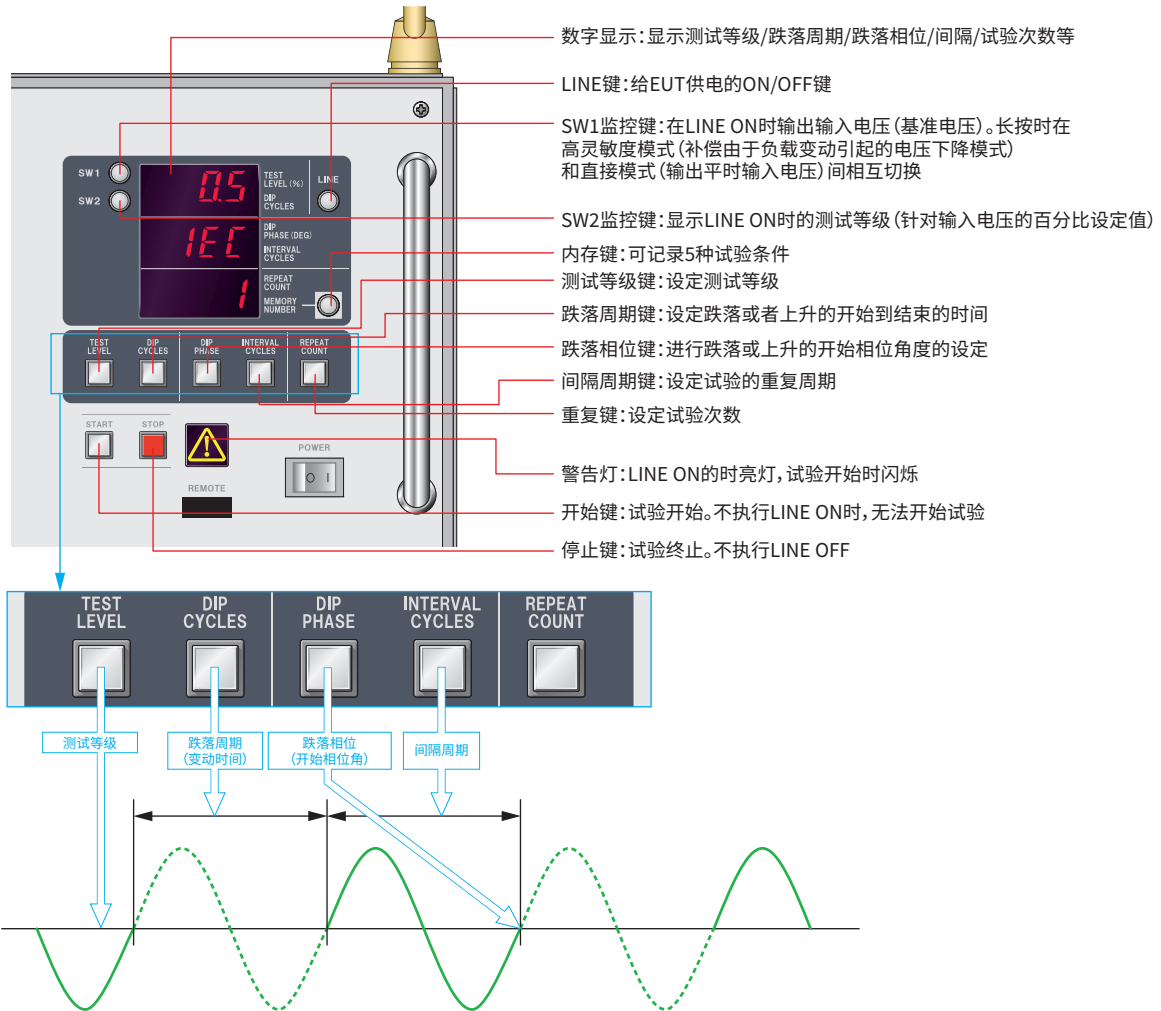 数字显示：显示测试等级/跌落周期/跌落相位/间隔/试验次数等
LINE键：给EUT供电的ON/OFF键
SW1监控键：在LINE ON时输出输入电压（基准电压）。长按时在
高灵敏度模式（补偿由于负载变动引起的电压下降模式）
和直接模式（输出平时输入电压）间相互切换
SW2监控键：显示LINE ON时的测试等级（针对输入电压的百分比设定值）
内存键：可记录5种试验条件
测试等级键：设定测试等级
跌落周期键：设定跌落或者上升的开始到结束的时间
跌落相位键：进行跌落或上升的开始相位角度的设定
间隔周期键：设定试验的重复周期
重复键：设定试验次数
警告灯：LINE ON的时亮灯，试验开始时闪烁
开始键：试验开始。不执行LINE ON时，无法开始试验
停止键：试验终止。不执行LINE OFF
SW1
SW2
0.5
TEST
LEVEL (%)
DIP
CYCLES
LINE
IEC
DIP
PHASE (DEG)
INTERVAL
CYCLES
1
REPEAT
COUNT
MEMORY
NUMBER
TEST
LEVEL
DIP
CYCLES
DIP
PHASE
INTERVAL
CYCLES
REPEAT
COUNT
START
STOP
REMOTE
POWER
TEST
LEVEL
DIP
CYCLES
DIP
PHASE
INTERVAL
CYCLES
REPEAT
COUNT
测试等级
跌落周期
（变动时间）
跌落相位
（开始相位角）
间隔周期